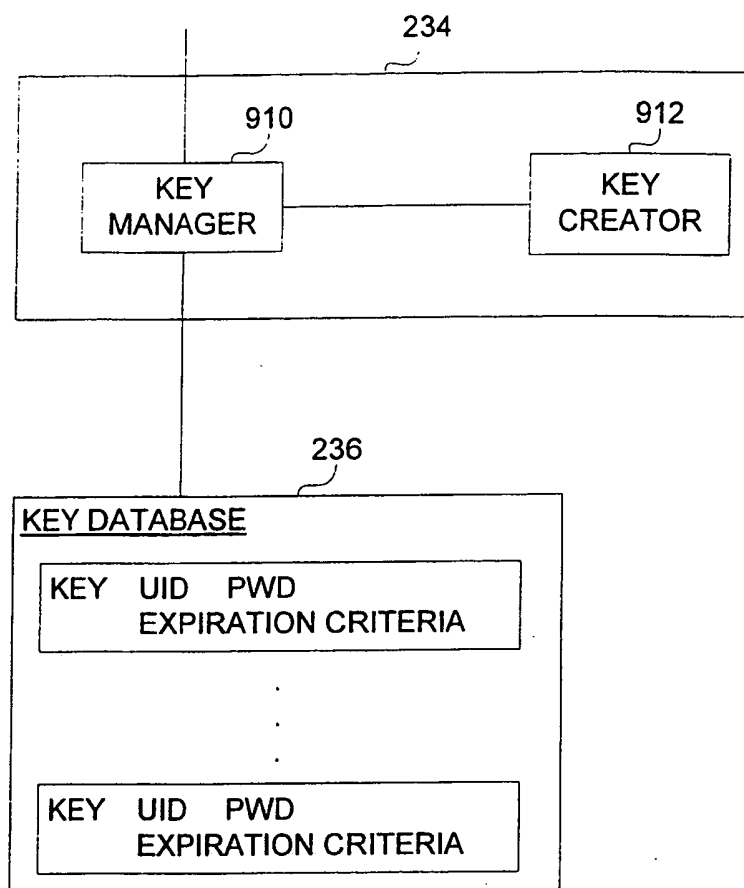 234
910
912
KEY
MANAGER
KEY
CREATOR
236
KEY DATABASE
KEY UID PWD
EXPIRATION CRITERIA
KEY UID PWD
EXPIRATION CRITERIA